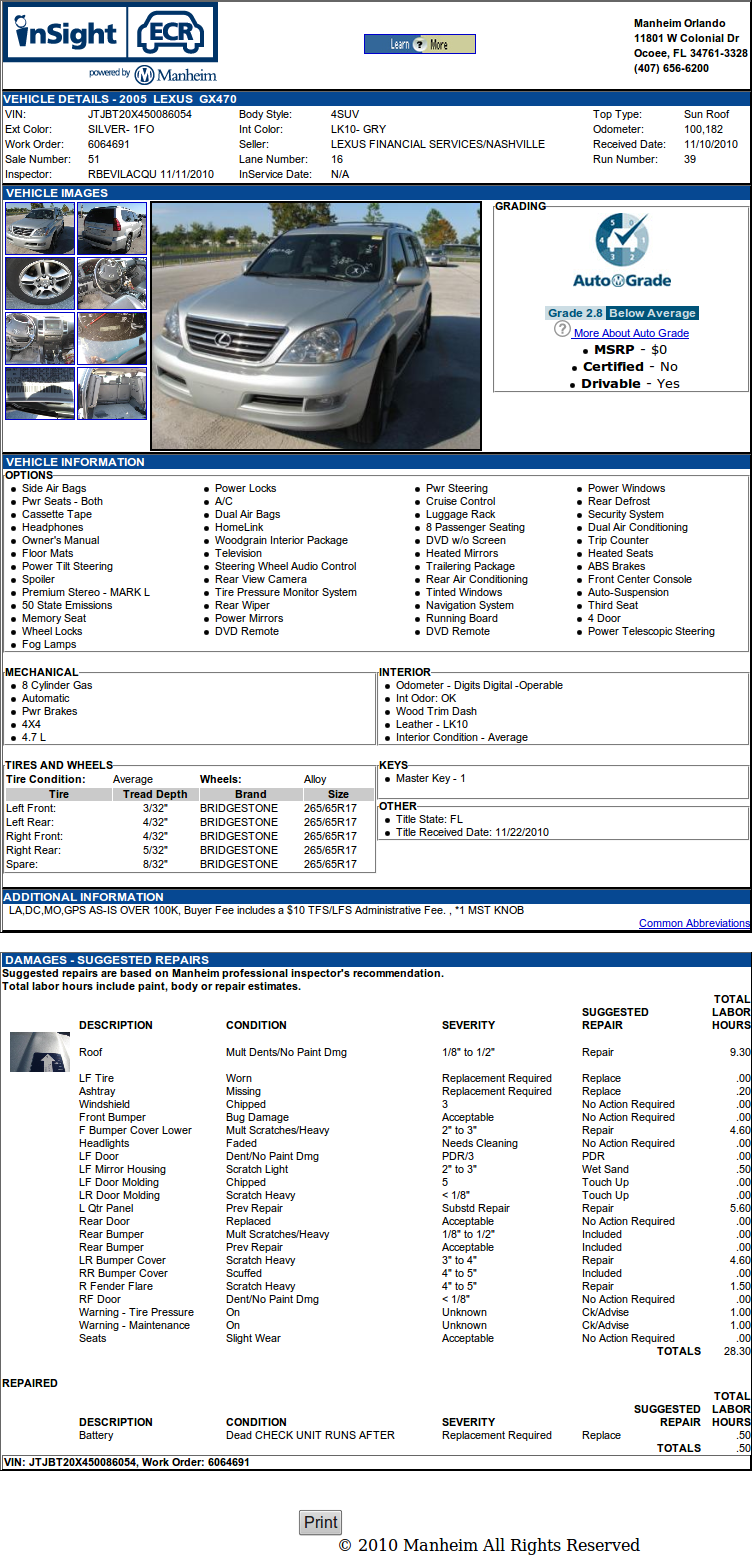 inSight ECR
powered by Manheim
Learn ? More
Manheim Orlando
11801 W Colonial Dr
Ocoee, FL 34761-3328
(407) 656-6200
VEHICLE DETAILS - 2005 LEXUS GX470
VIN: JTJBT20X450086054 Body Style: 4SUV Top Type: Sun Roof
Ext Color: SILVER- 1FO Int Color: LK10- GRY Odometer: 100,182
Work Order: 6064691 Seller: LEXUS FINANCIAL SERVICES/NASHVILLE Received Date: 11/10/2010
Sale Number: 51 Lane Number: 16 Run Number: 39
Inspector: RBEVILACQU 11/11/2010 InService Date: N/A
VEHICLE IMAGES
GRADING
5 0
4 1
3 2
AutoGrade
Grade 2.8 Below Average
? More About Auto Grade
• MSRP - $0
• Certified - No
• Drivable - Yes
VEHICLE INFORMATION
OPTIONS
• Side Air Bags • Power Locks • Pwr Steering • Power Windows
• Pwr Seats - Both • A/C • Cruise Control • Rear Defrost
• Cassette Tape • Dual Air Bags • Luggage Rack • Security System
• Headphones • HomeLink • 8 Passenger Seating • Dual Air Conditioning
• Owner's Manual • Woodgrain Interior Package • DVD w/o Screen • Trip Counter
• Floor Mats • Television • Heated Mirrors • Heated Seats
• Power Tilt Steering • Steering Wheel Audio Control • Trailering Package • ABS Brakes
• Spoiler • Rear View Camera • Rear Air Conditioning • Front Center Console
• Premium Stereo - MARK L • Tire Pressure Monitor System • Tinted Windows • Auto-Suspension
• 50 State Emissions • Rear Wiper • Navigation System • Third Seat
• Memory Seat • Power Mirrors • Running Board • 4 Door
• Wheel Locks • DVD Remote • DVD Remote • Power Telescopic Steering
• Fog Lamps
MECHANICAL
• 8 Cylinder Gas
• Automatic
• Pwr Brakes
• 4X4
• 4.7 L
INTERIOR
• Odometer - Digits Digital -Operable
• Int Odor: OK
• Wood Trim Dash
• Leather - LK10
• Interior Condition - Average
TIRES AND WHEELS
Tire Condition: Average Wheels: Alloy
Tire Tread Depth Brand Size
Left Front: 3/32" BRIDGESTONE 265/65R17
Left Rear: 4/32" BRIDGESTONE 265/65R17
Right Front: 4/32" BRIDGESTONE 265/65R17
Right Rear: 5/32" BRIDGESTONE 265/65R17
Spare: 8/32" BRIDGESTONE 265/65R17
KEYS
• Master Key - 1
OTHER
• Title State: FL
• Title Received Date: 11/22/2010
ADDITIONAL INFORMATION
LA,DC,MO,GPS AS-IS OVER 100K, Buyer Fee includes a $10 TFS/LFS Administrative Fee. , *1 MST KNOB
Common Abbreviations
DAMAGES - SUGGESTED REPAIRS
Suggested repairs are based on Manheim professional inspector's recommendation.
Total labor hours include paint, body or repair estimates.
DESCRIPTION CONDITION SEVERITY SUGGESTED REPAIR TOTAL LABOR HOURS
Roof Mult Dents/No Paint Dmg 1/8" to 1/2" Repair 9.30
LF Tire Worn Replacement Required Replace .00
Ashtray Missing Replacement Required Replace .20
Windshield Chipped 3 No Action Required .00
Front Bumper Bug Damage Acceptable No Action Required .00
F Bumper Cover Lower Mult Scratches/Heavy 2" to 3" Repair 4.60
Headlights Faded Needs Cleaning No Action Required .00
LF Door Dent/No Paint Dmg PDR/3 PDR .00
LF Mirror Housing Scratch Light 2" to 3" Wet Sand .50
LF Door Molding Chipped 5 Touch Up .00
LR Door Molding Scratch Heavy < 1/8" Touch Up .00
L Qtr Panel Prev Repair Substd Repair Repair 5.60
Rear Door Replaced Acceptable No Action Required .00
Rear Bumper Mult Scratches/Heavy 1/8" to 1/2" Included .00
Rear Bumper Prev Repair Acceptable Included .00
LR Bumper Cover Scratch Heavy 3" to 4" Repair 4.60
RR Bumper Cover Scuffed 4" to 5" Included .00
R Fender Flare Scratch Heavy 4" to 5" Repair 1.50
RF Door Dent/No Paint Dmg < 1/8" No Action Required .00
Warning - Tire Pressure On Unknown Ck/Advise 1.00
Warning - Maintenance On Unknown Ck/Advise 1.00
Seats Slight Wear Acceptable No Action Required .00
TOTALS 28.30
REPAIRED
DESCRIPTION CONDITION SEVERITY SUGGESTED REPAIR TOTAL LABOR HOURS
Battery Dead CHECK UNIT RUNS AFTER Replacement Required Replace .50
TOTALS .50
VIN: JTJBT20X450086054, Work Order: 6064691
Print
© 2010 Manheim All Rights Reserved